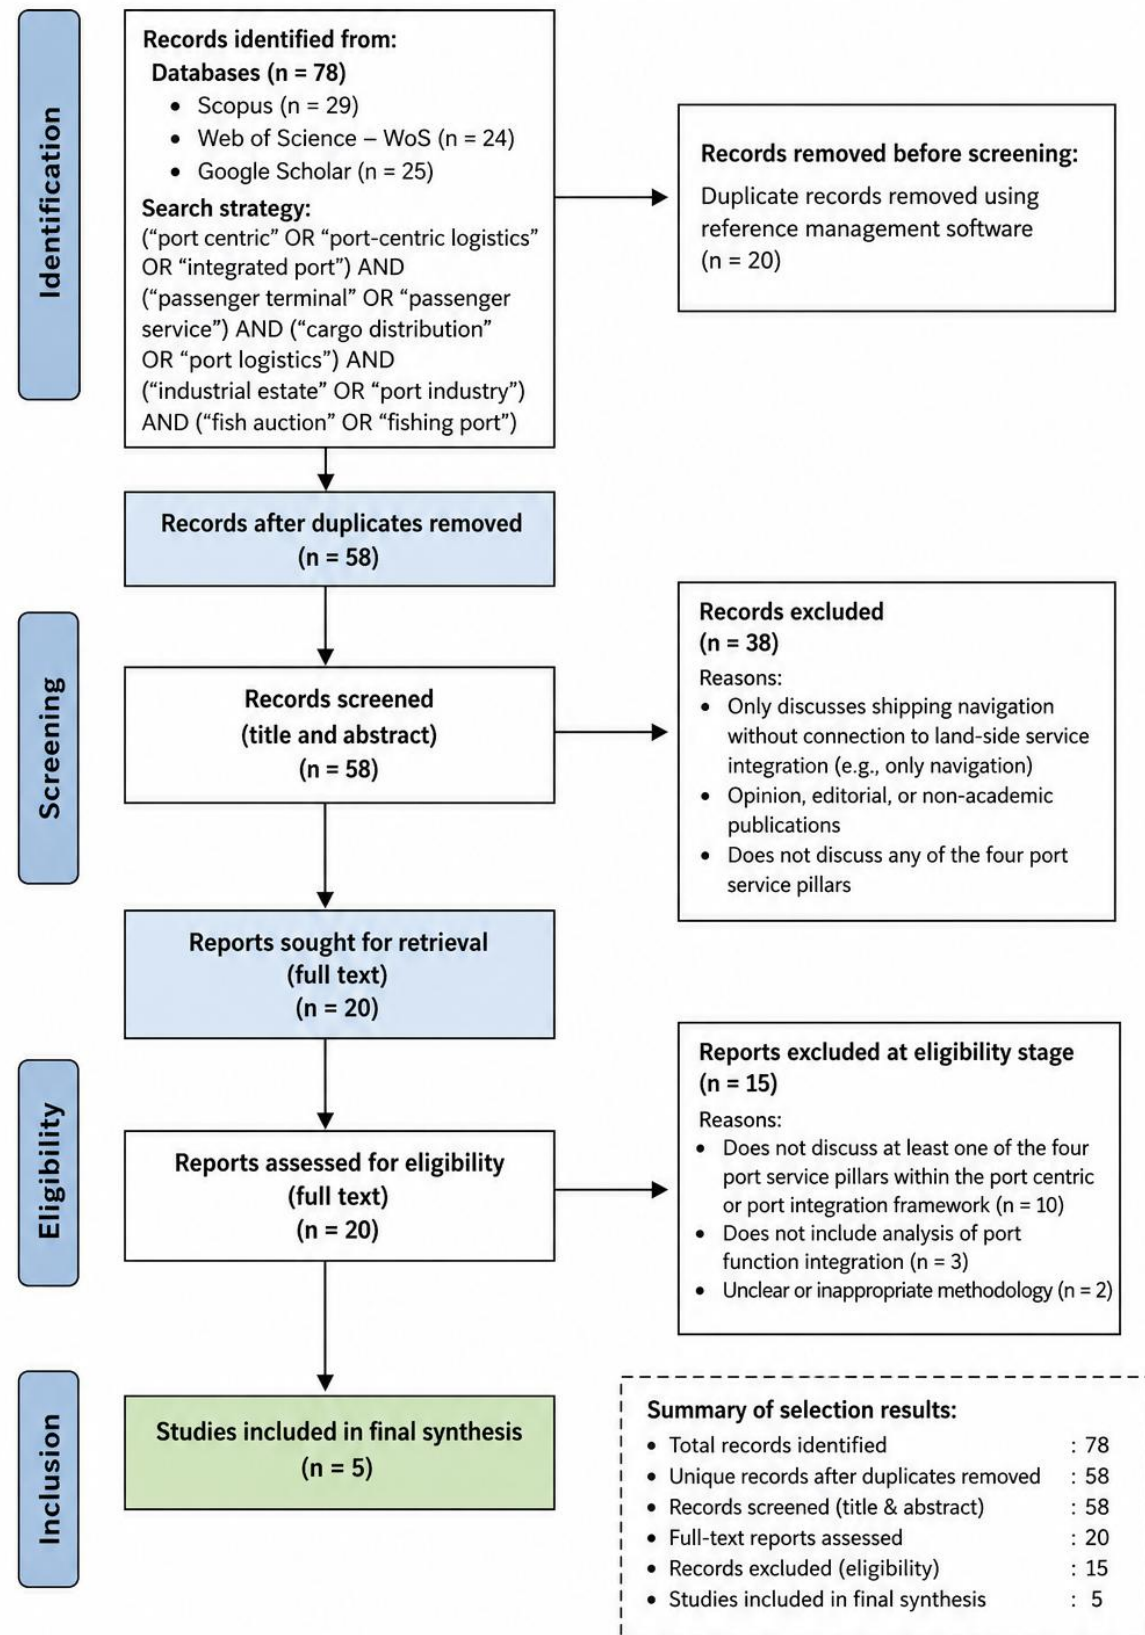 Identification
Records identified from:
Databases (n = 78)
• Scopus (n = 29)
• Web of Science – WoS (n = 24)
• Google Scholar (n = 25)
Search strategy:
(“port centric” OR “port-centric logistics”
OR “integrated port”) AND
(“passenger terminal” OR “passenger
service”) AND (“cargo distribution”
OR “port logistics”) AND
(“industrial estate” OR “port industry”)
AND (“fish auction” OR “fishing port”)
Records removed before screening:
Duplicate records removed using
reference management software
(n = 20)
Records after duplicates removed
(n = 58)
Screening
Records screened
(title and abstract)
(n = 58)
Records excluded
(n = 38)
Reasons:
• Only discusses shipping navigation
without connection to land-side service
integration (e.g., only navigation)
• Opinion, editorial, or non-academic
publications
• Does not discuss any of the four port
service pillars
Reports sought for retrieval
(full text)
(n = 20)
Eligibility
Reports assessed for eligibility
(full text)
(n = 20)
Reports excluded at eligibility stage
(n = 15)
Reasons:
• Does not discuss at least one of the four
port service pillars within the port centric
or port integration framework (n = 10)
• Does not include analysis of port
function integration (n = 3)
• Unclear or inappropriate methodology (n = 2)
Inclusion
Studies included in final synthesis
(n = 5)
Summary of selection results:
• Total records identified : 78
• Unique records after duplicates removed : 58
• Records screened (title & abstract) : 58
• Full-text reports assessed : 20
• Records excluded (eligibility) : 15
• Studies included in final synthesis : 5